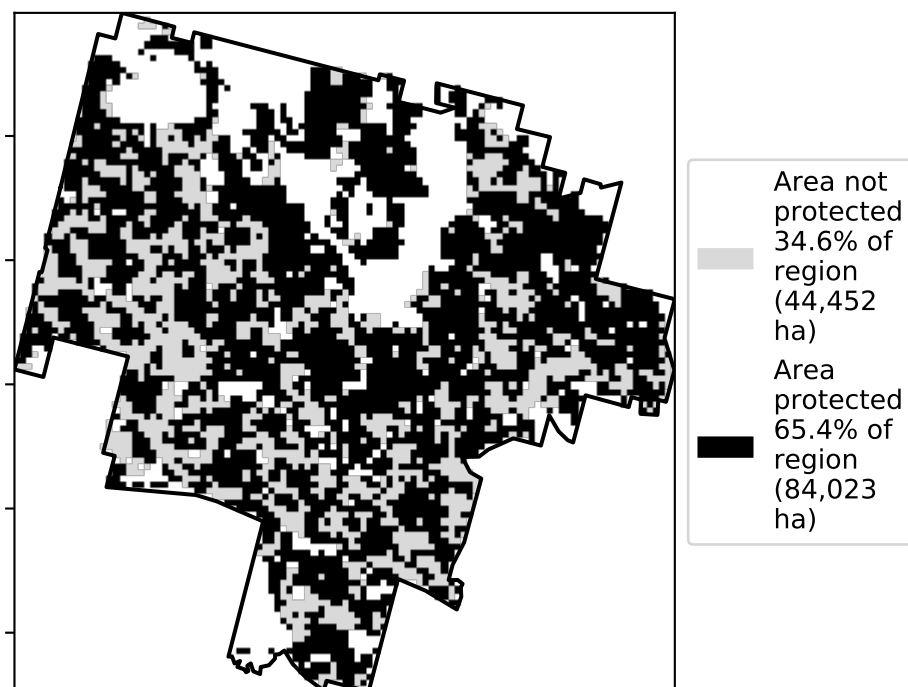 Area not
protected
34.6% of
region
(44,452
ha)
Area
protected
65.4% of
region
(84,023
ha)